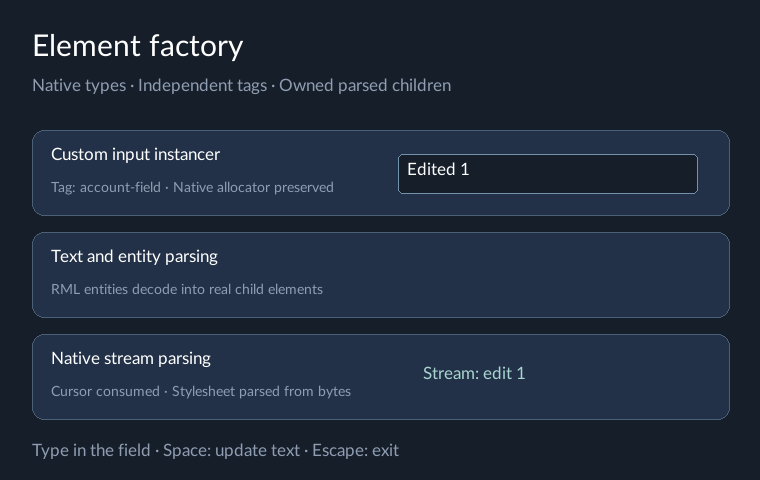 Element factory
Native types · Independent tags · Owned parsed children
Custom input instancer
Edited 1
Tag: account-field · Native allocator preserved
Text and entity parsing
RML entities decode into real child elements
Native stream parsing
Stream: edit 1
Cursor consumed · Stylesheet parsed from bytes
Type in the field · Space: update text · Escape: exit